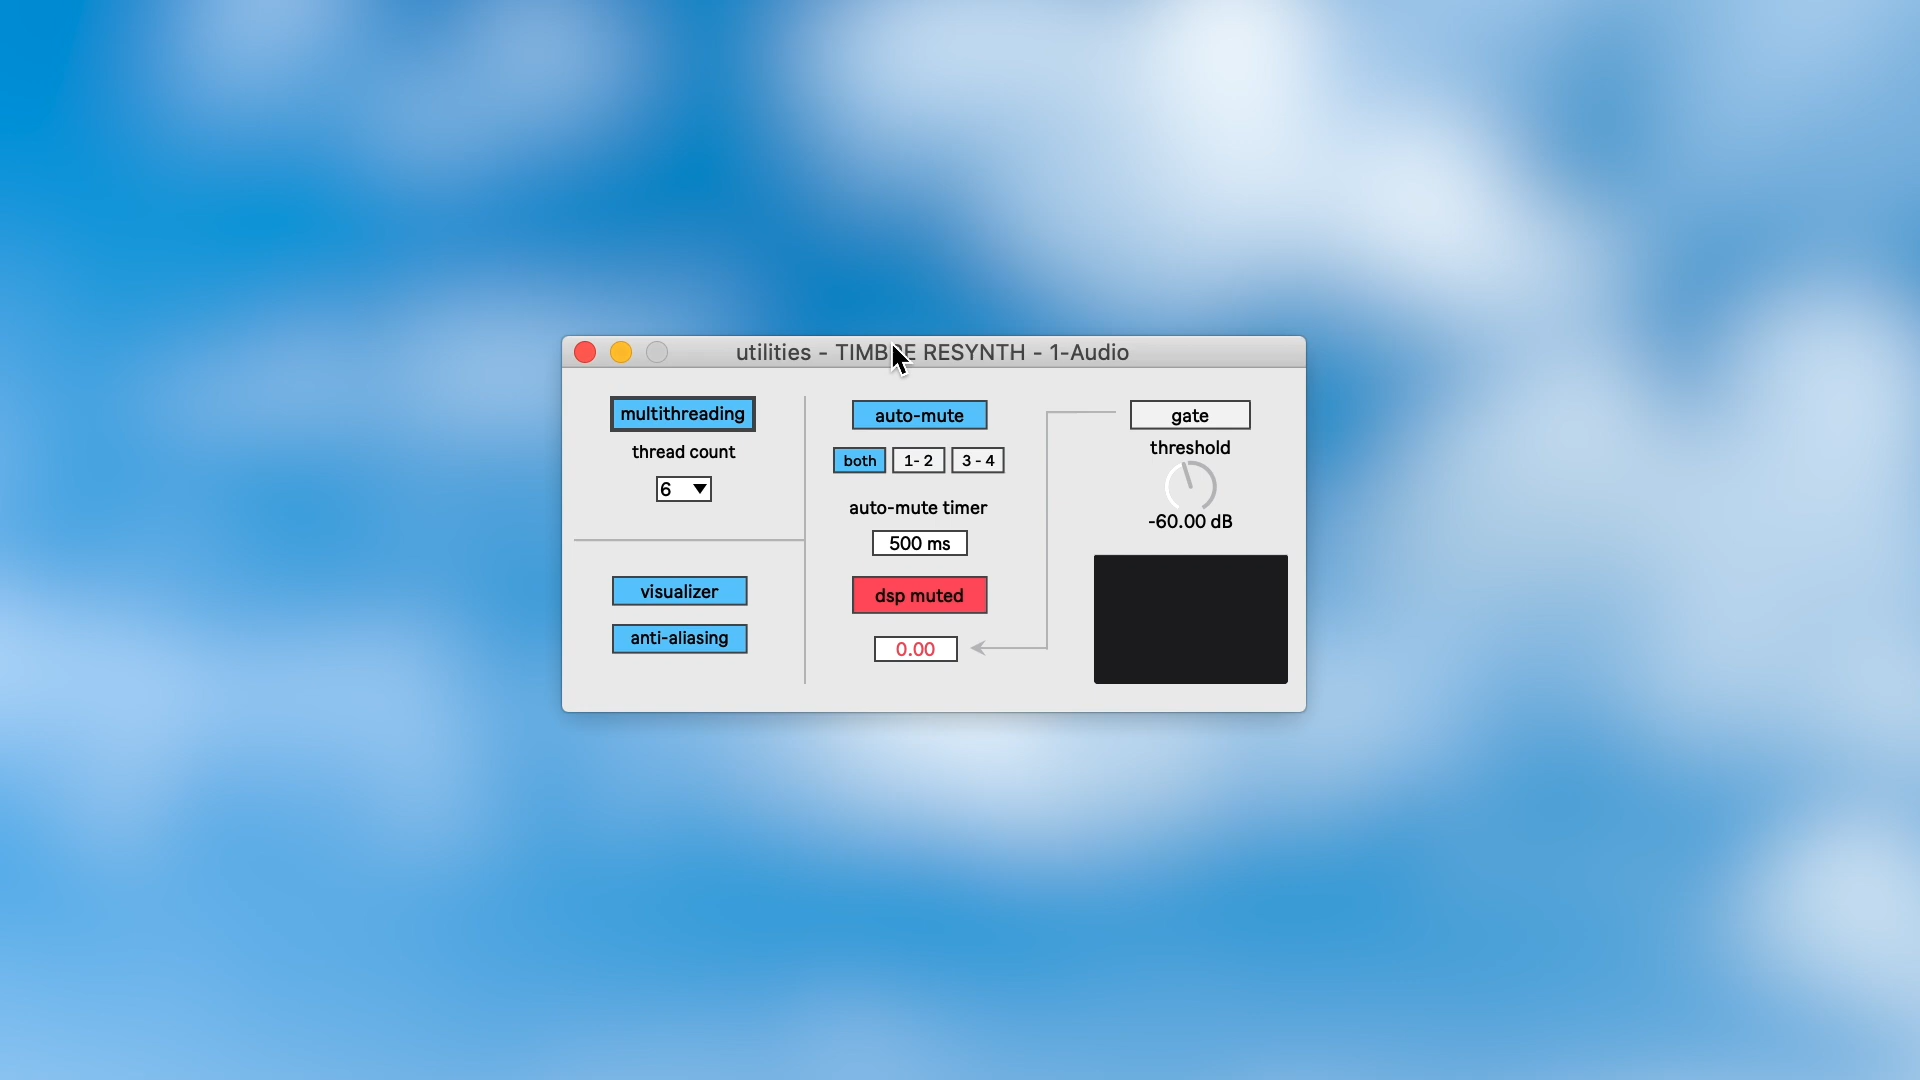 utilities - TIMBRE RESYNTH - 1-Audio
multithreading
thread count
6
visualizer
anti-aliasing
auto-mute
both
1- 2
3 - 4
auto-mute timer
500 ms
dsp muted
0.00
gate
threshold
-60.00 dB